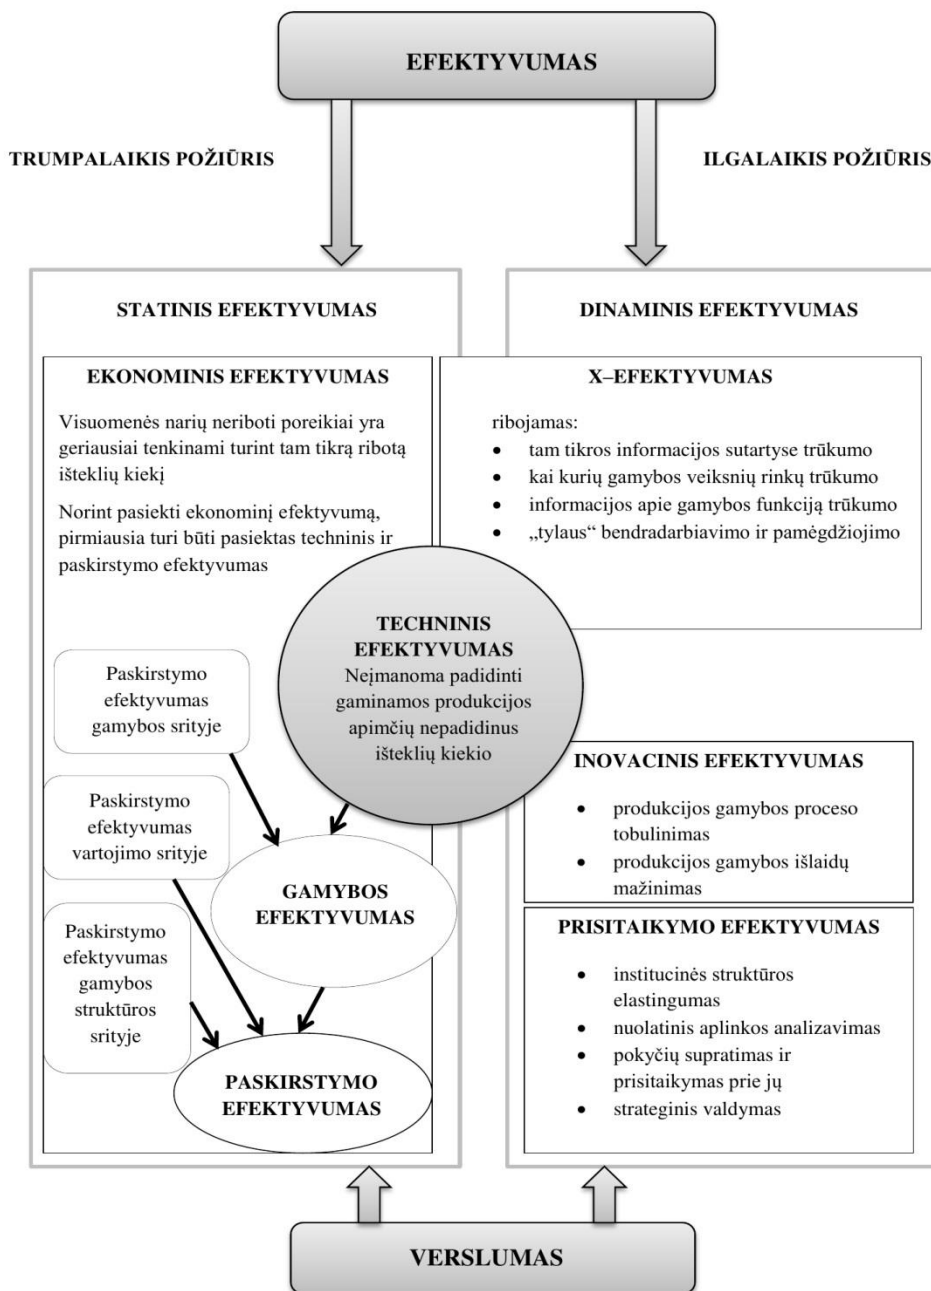 EFEKTYVUMAS
TRUMPALAIKIS POŽIŪRIS
ILGALAIKIS POŽIŪRIS
STATINIS EFEKTYVUMAS
EKONOMINIS EFEKTYVUMAS
Visuomenės narių neriboti poreikiai yra
geriausiai tenkinami turint tam tikrą ribotą
išteklių kiekį
Norint pasiekti ekonominį efektyvumą,
pirmiausia turi būti pasiektas techninis ir
paskirstymo efektyvumas
DINAMINIS EFEKTYVUMAS
X–EFEKTYVUMAS
ribojamas:
• tam tikros informacijos sutartyse trūkumo
• kai kurių gamybos veiksnių rinkų trūkumo
• informacijos apie gamybos funkciją trūkumo
• „tylaus“ bendradarbiavimo ir pamėgdžiojimo
TECHNINIS
EFEKTYVUMAS
Neįmanoma padidinti
gaminamos produkcijos
apimčių nepadidinus
išteklių kiekio
Paskirstymo
efektyvumas
gamybos srityje
Paskirstymo
efektyvumas
vartojimo srityje
Paskirstymo
efektyvumas
gamybos
struktūros
srityje
GAMYBOS
EFEKTYVUMAS
PASKIRSTYMO
EFEKTYVUMAS
INOVACINIS EFEKTYVUMAS
• produkcijos gamybos proceso
tobulinimas
• produkcijos gamybos išlaidų
mažinimas
PRISITAIKYMO EFEKTYVUMAS
• institucinės struktūros
elastingumas
• nuolatinis aplinkos analizavimas
• pokyčių supratimas ir
prisitaikymas prie jų
• strateginis valdymas
VERSLUMAS